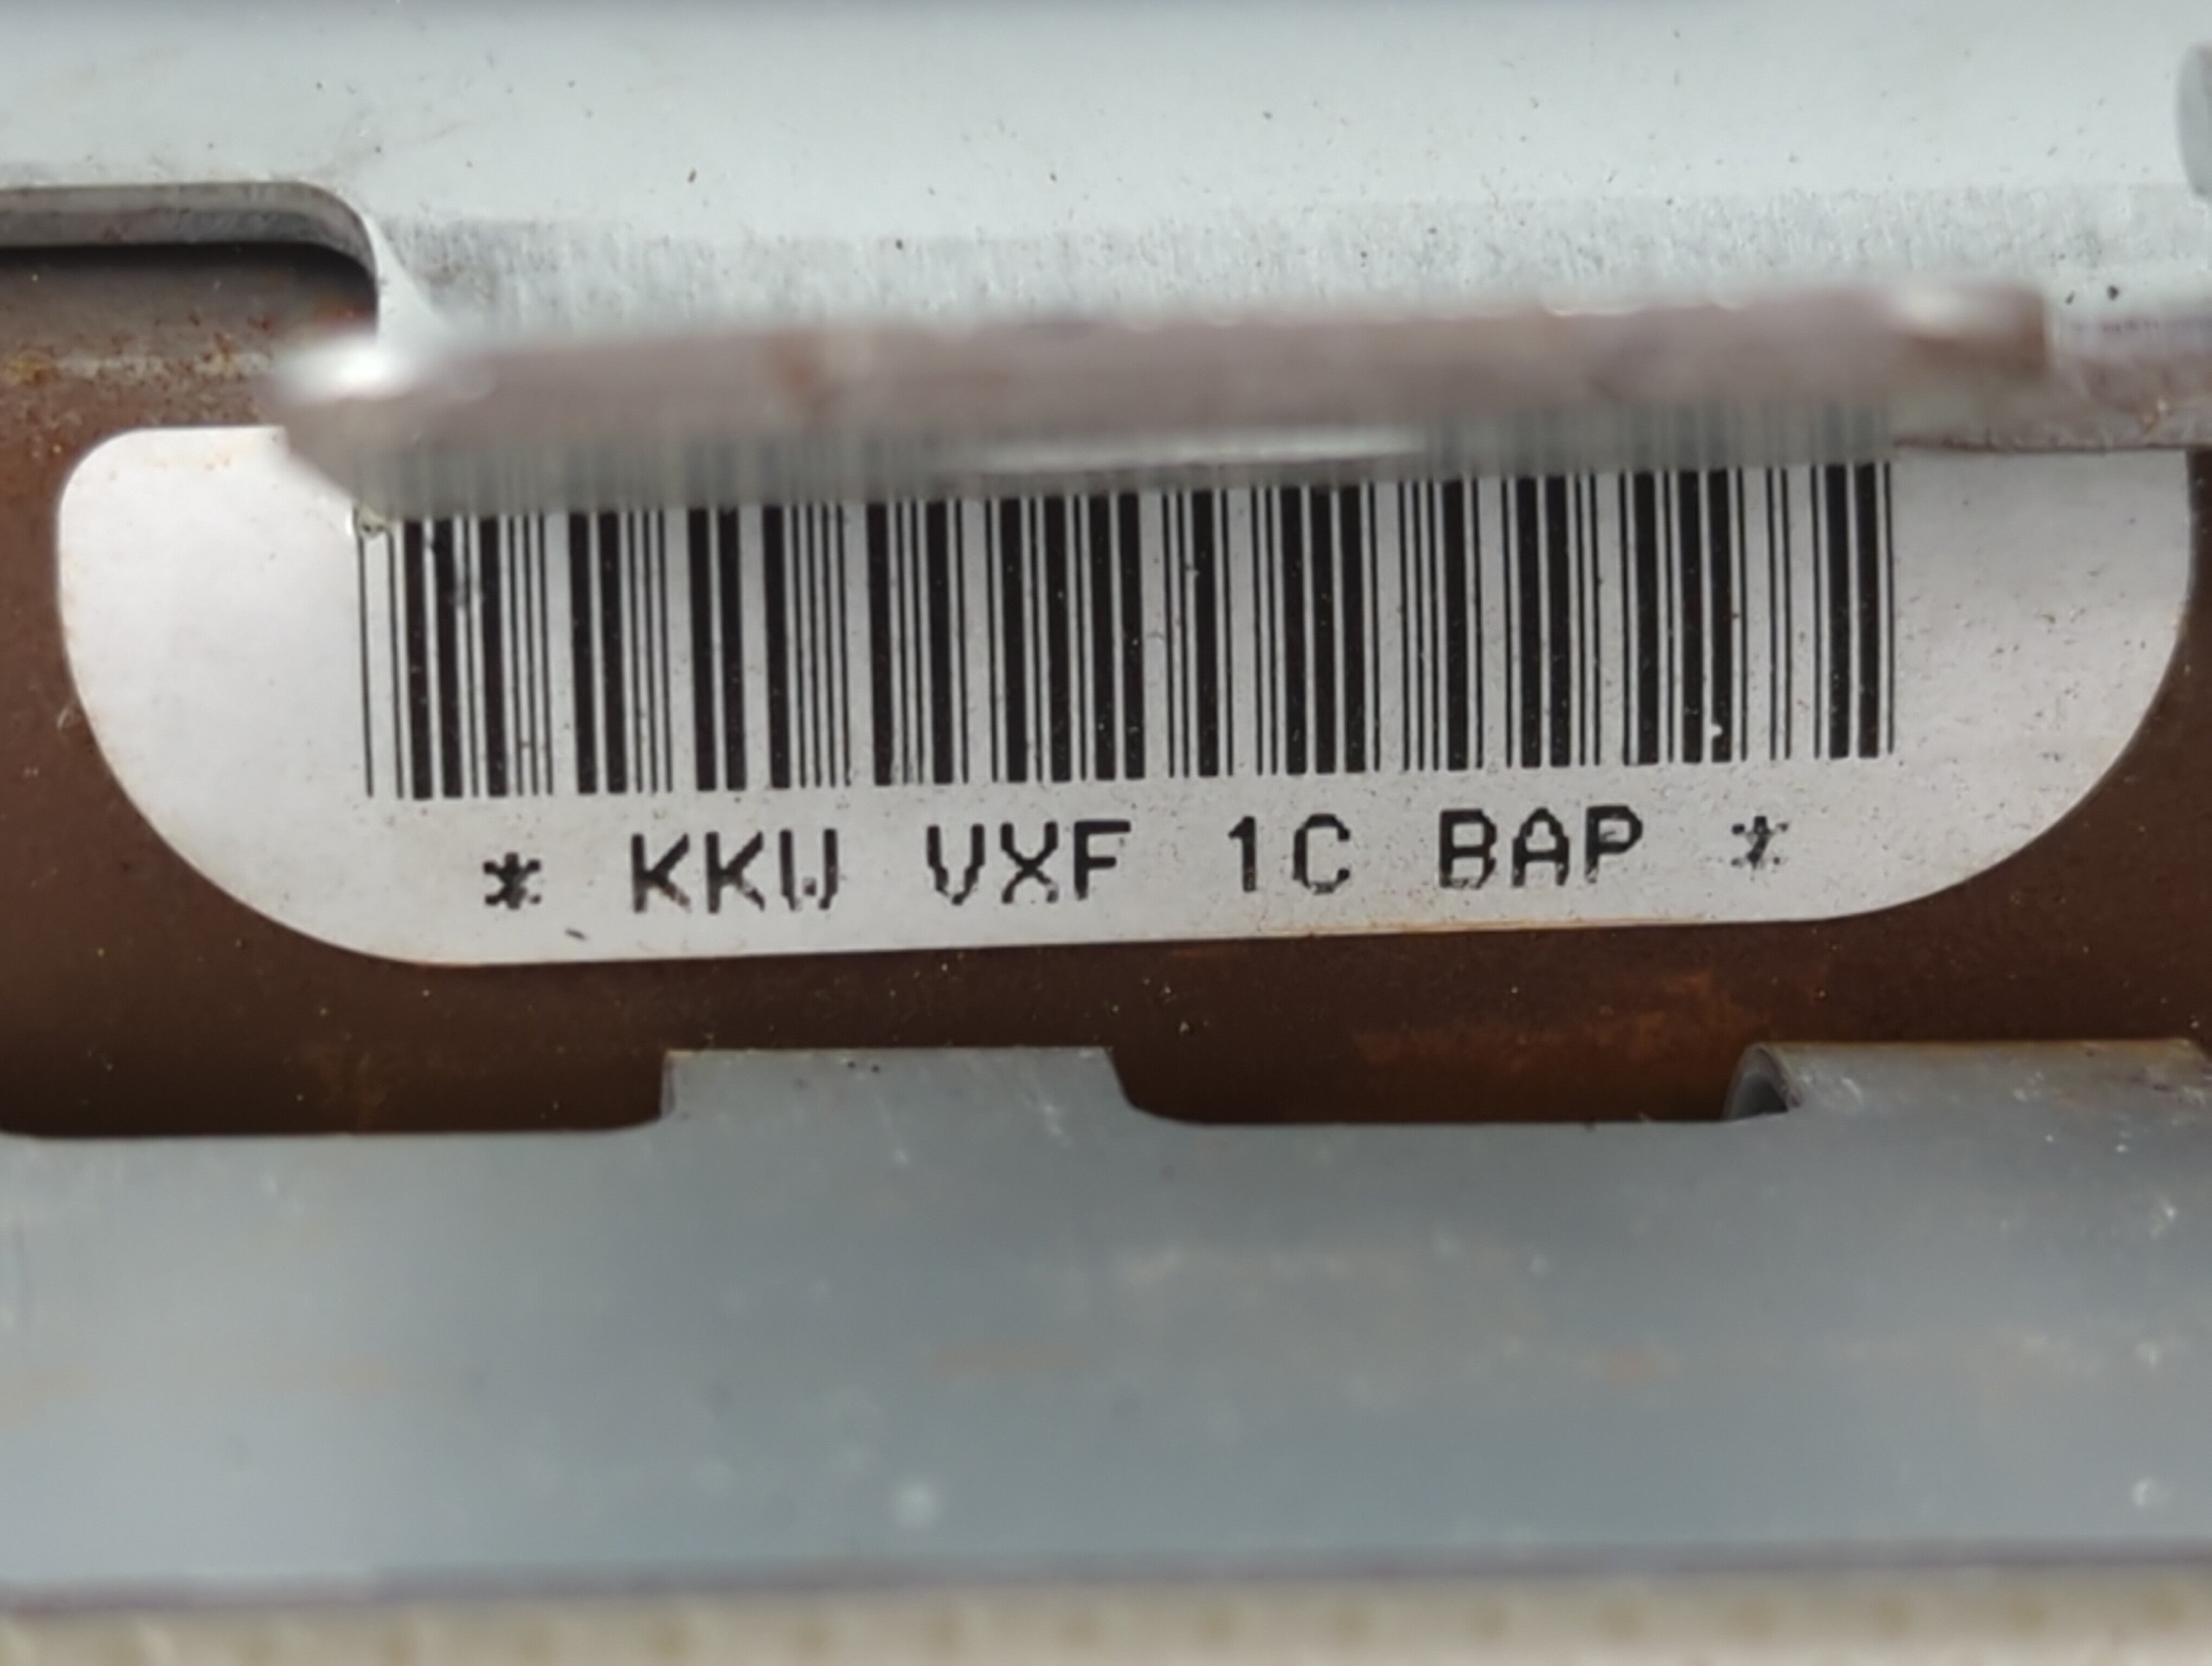 * KKW VXF 1C BAP *